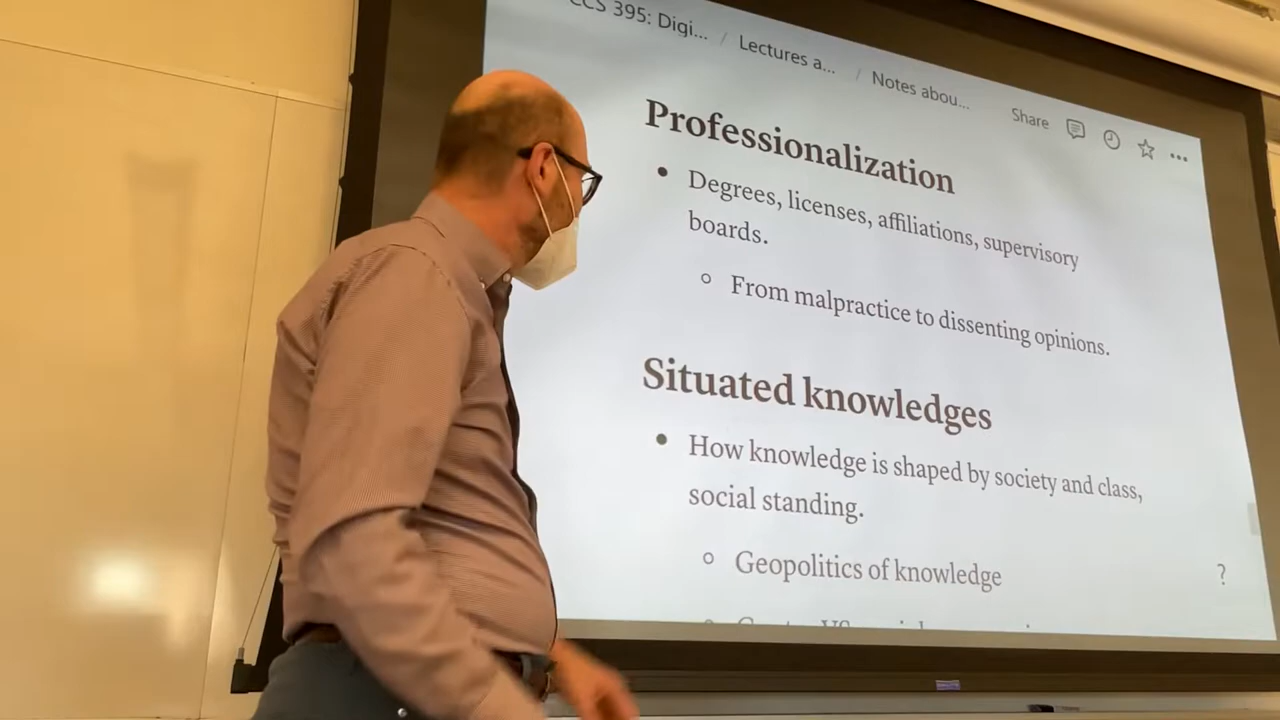 CCS 395: Digi... / Lectures a... / Notes abou... Share
Professionalization
• Degrees, licenses, affiliations, supervisory
boards.
○ From malpractice to dissenting opinions.
Situated knowledges
• How knowledge is shaped by society and class,
social standing.
○ Geopolitics of knowledge
?